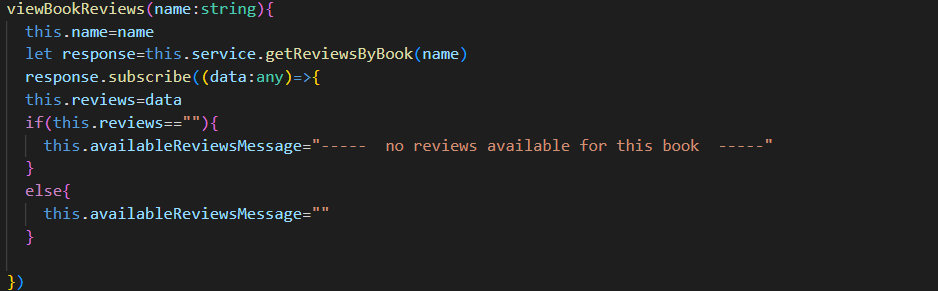 viewBookReviews(name:string){
this.name=name
let response=this.service.getReviewsByBook(name)
response.subscribe((data:any)=>{
this.reviews=data
if(this.reviews==""){
this.availableReviewsMessage="-----  no reviews available for this book  -----"
}
else{
this.availableReviewsMessage=""
}
})